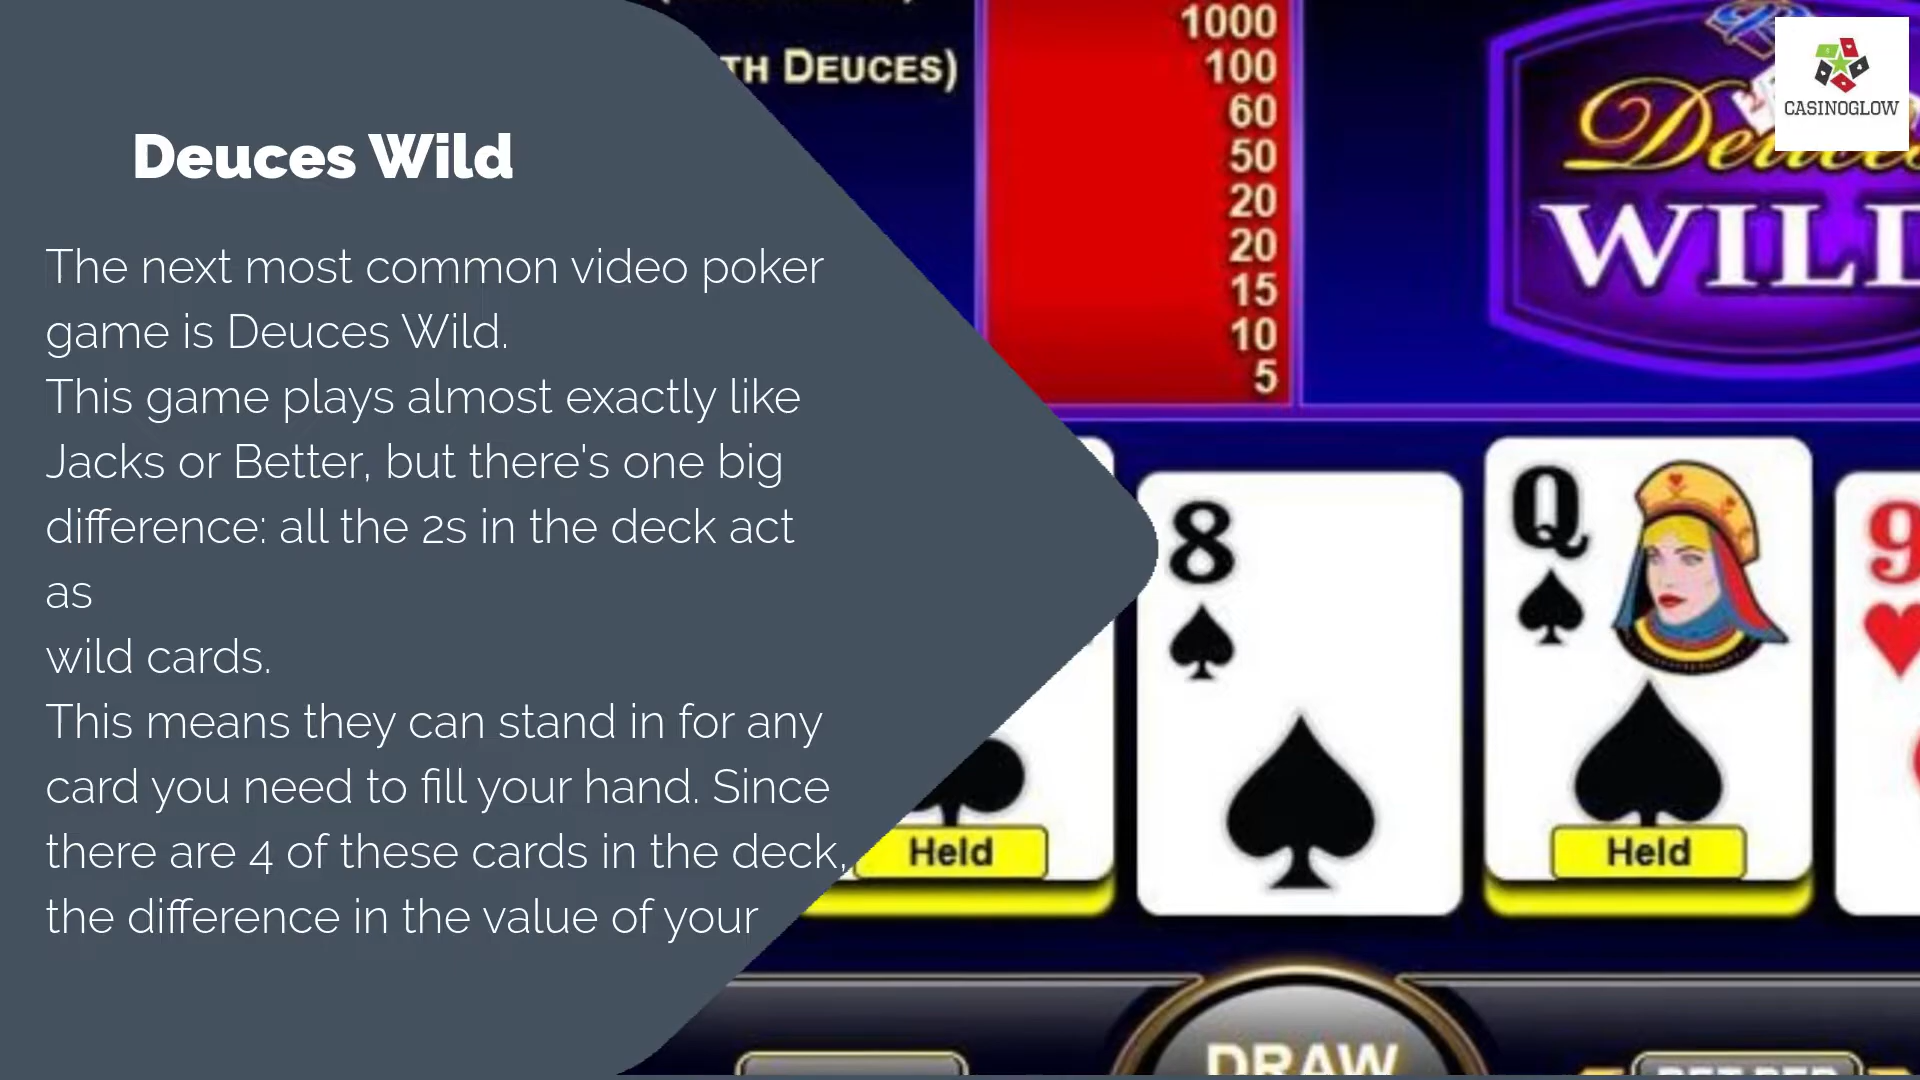 Deuces Wild
The next most common video poker
game is Deuces Wild.
This game plays almost exactly like
Jacks or Better, but there's one big
difference: all the 2s in the deck act
as
wild cards.
This means they can stand in for any
card you need to fill your hand. Since
there are 4 of these cards in the deck,
the difference in the value of your
DEUCES)
1000
100
60
50
20
20
15
10
5
WILD
CASINOGLOW
8
Q
9
Held
Held
DRAW